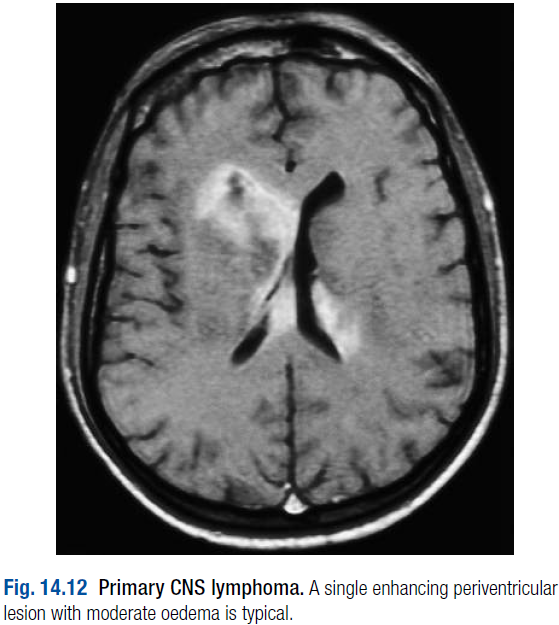 Fig. 14.12 Primary CNS lymphoma. A single enhancing periventricular
lesion with moderate oedema is typical.